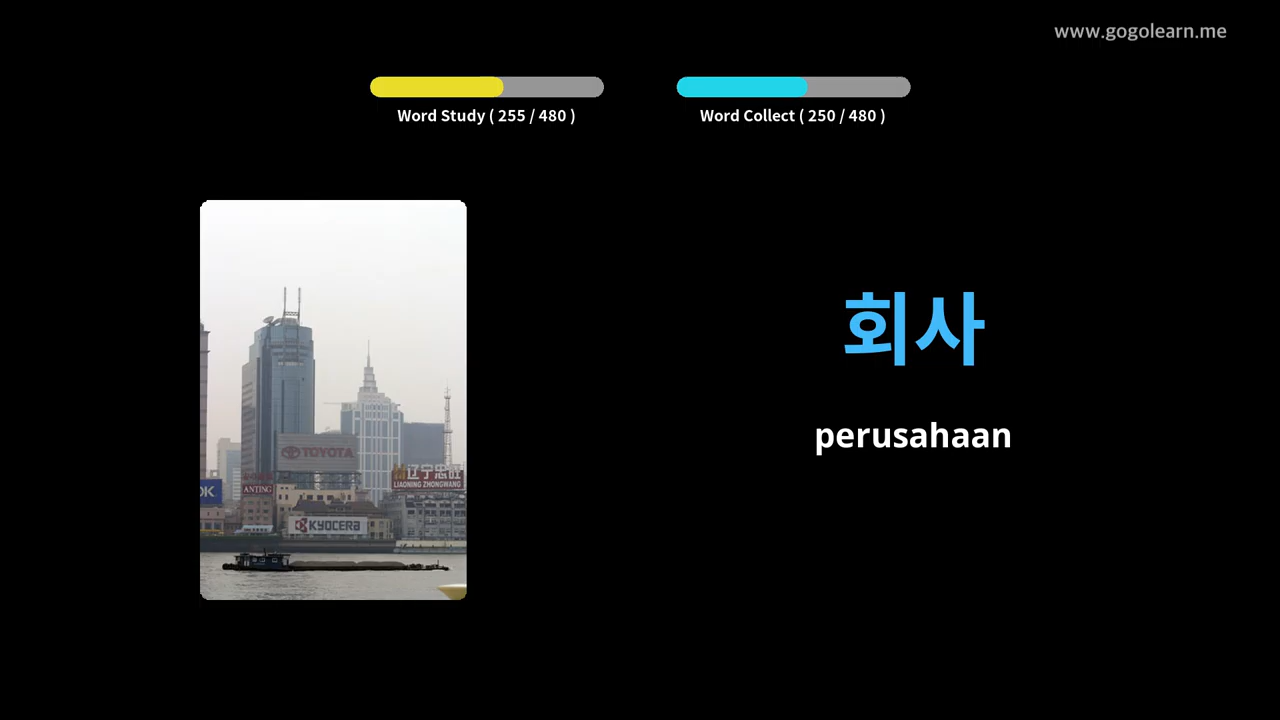 www.gogolearn.me
Word Study ( 255 / 480 )
Word Collect ( 250 / 480 )
회사
perusahaan
TOYOTA
辽宁忠旺
LIAONING ZHONGWANG
OK
ANTING
KYOCERA